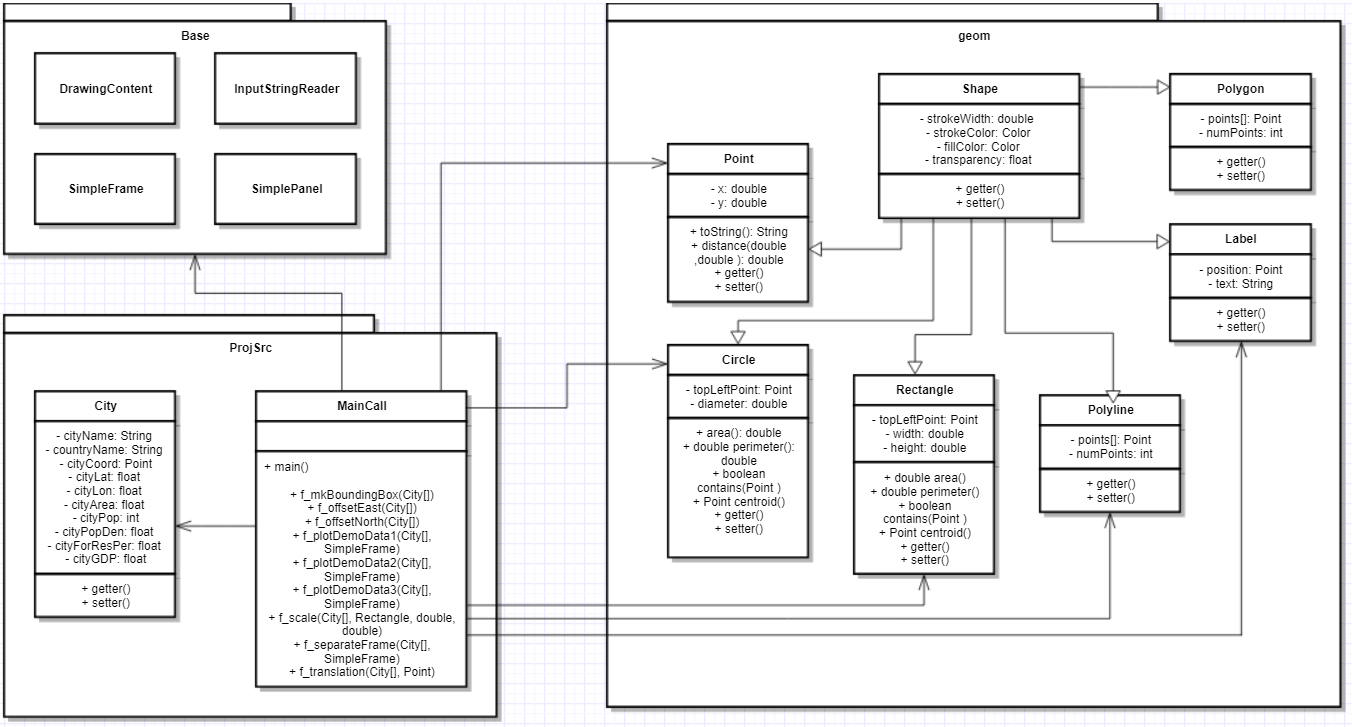 Base
DrawingContent
InputStringReader
SimpleFrame
SimplePanel
ProjSrc
City
- cityName: String
- countryName: String
- cityCoord: Point
- cityLat: float
- cityLon: float
- cityArea: float
- cityPop: int
- cityPopDen: float
- cityForResPer: float
- cityGDP: float
+ getter()
+ setter()
MainCall
+ main()
+ f_mkBoundingBox(City[])
+ f_offsetEast(City[])
+ f_offsetNorth(City[])
+ f_plotDemoData1(City[],
SimpleFrame)
+ f_plotDemoData2(City[],
SimpleFrame)
+ f_plotDemoData3(City[],
SimpleFrame)
+ f_scale(City[], Rectangle, double,
double)
+ f_separateFrame(City[],
SimpleFrame)
+ f_translation(City[], Point)
geom
Shape
- strokeWidth: double
- strokeColor: Color
- fillColor: Color
- transparency: float
+ getter()
+ setter()
Polygon
- points[]: Point
- numPoints: int
+ getter()
+ setter()
Point
- x: double
- y: double
+ toString(): String
+ distance(double
,double ): double
+ getter()
+ setter()
Label
- position: Point
- text: String
+ getter()
+ setter()
Circle
- topLeftPoint: Point
- diameter: double
+ area(): double
+ double perimeter():
double
+ boolean
contains(Point )
+ Point centroid()
+ getter()
+ setter()
Rectangle
- topLeftPoint: Point
- width: double
- height: double
+ double area()
+ double perimeter()
+ boolean
contains(Point )
+ Point centroid()
+ getter()
+ setter()
Polyline
- points[]: Point
- numPoints: int
+ getter()
+ setter()